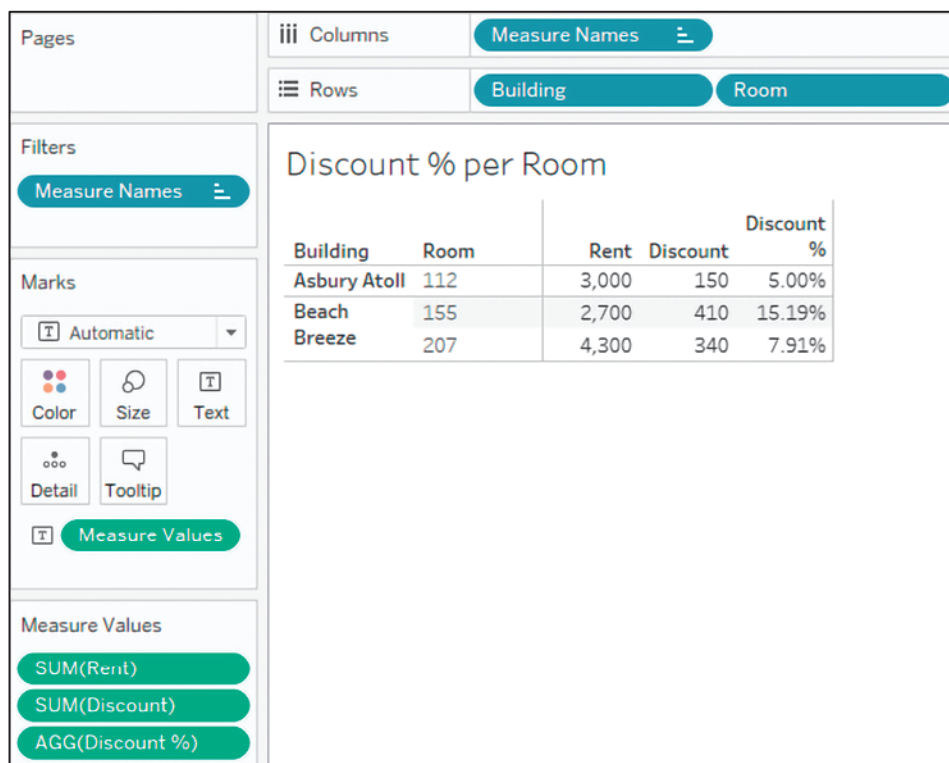 Pages
Columns
Measure Names
Rows
Building
Room
Filters
Measure Names
Marks
T Automatic
Color
Size
T
Text
Detail
Tooltip
T Measure Values
Measure Values
SUM(Rent)
SUM(Discount)
AGG(Discount %)
Discount % per Room
Building Room Rent Discount Discount %
Asbury Atoll 112 3,000 150 5.00%
Beach 155 2,700 410 15.19%
Breeze 207 4,300 340 7.91%